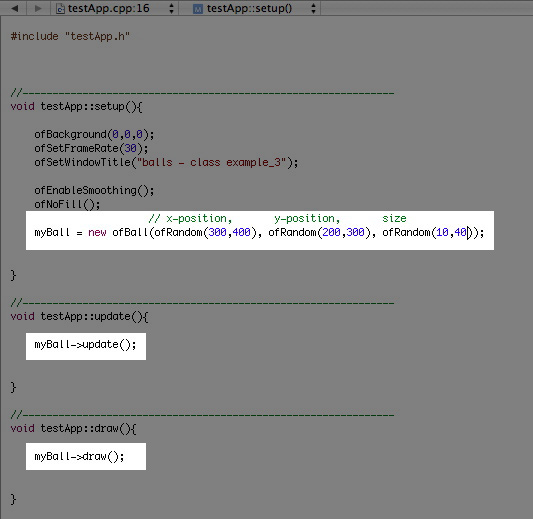 testApp.cpp:16 testApp::setup()
#include "testApp.h"
//--------------------------------------------------------------
void testApp::setup(){
ofBackground(0,0,0);
ofSetFrameRate(30);
ofSetWindowTitle("balls - class example_3");
ofEnableSmoothing();
ofNoFill();
// x-position, y-position, size
myBall = new ofBall(ofRandom(300,400), ofRandom(200,300), ofRandom(10,40));
}
//--------------------------------------------------------------
void testApp::update(){
myBall->update();
}
//--------------------------------------------------------------
void testApp::draw(){
myBall->draw();
}